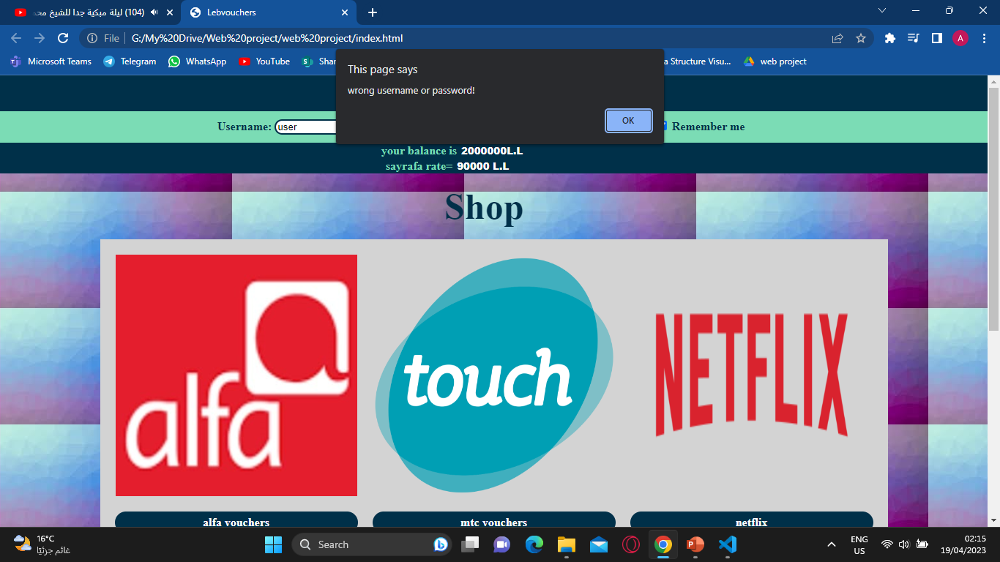 (104) ليلة مبكية جدا للشيخ محد
Lebvouchers
File
G:/My%20Drive/Web%20project/web%20project/index.html
A
Microsoft Teams
Telegram
WhatsApp
YouTube
a Structure Visu...
web project
This page says
wrong username or password!
OK
Username: user
Remember me
your balance is 2000000L.L
sayrafa rate= 90000 L.L
Shop
alfa
touch
NETFLIX
alfa vouchers
mtc vouchers
netflix
16°C
غائم جزئيًا
Search
ENG
US
02:15
19/04/2023